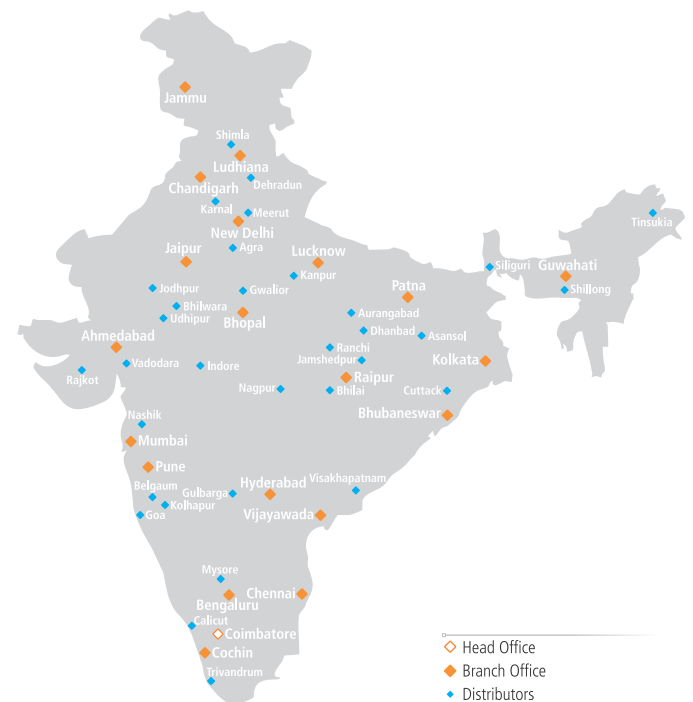 Jammu
Shimla
Ludhiana
Chandigarh
Dehradun
Karnal
Meerut
Tinsukia
New Delhi
Jaipur
Agra
Lucknow
Siliguri
Guwahati
Kanpur
Patna
Jodhpur
Gwalior
Shillong
Bhilwara
Udhipur
Bhopal
Aurangabad
Dhanbad
Asansol
Ahmedabad
Ranchi
Vadodara
Indore
Jamshedpur
Kolkata
Rajkot
Raipur
Nagpur
Bhilai
Cuttack
Nashik
Bhubaneswar
Mumbai
Pune
Belgaum
Gulbarga
Hyderabad
Visakhapatnam
Kolhapur
Goa
Vijayawada
Mysore
Bengaluru
Chennai
Calicut
Coimbatore
Cochin
Trivandrum
Head Office
Branch Office
Distributors